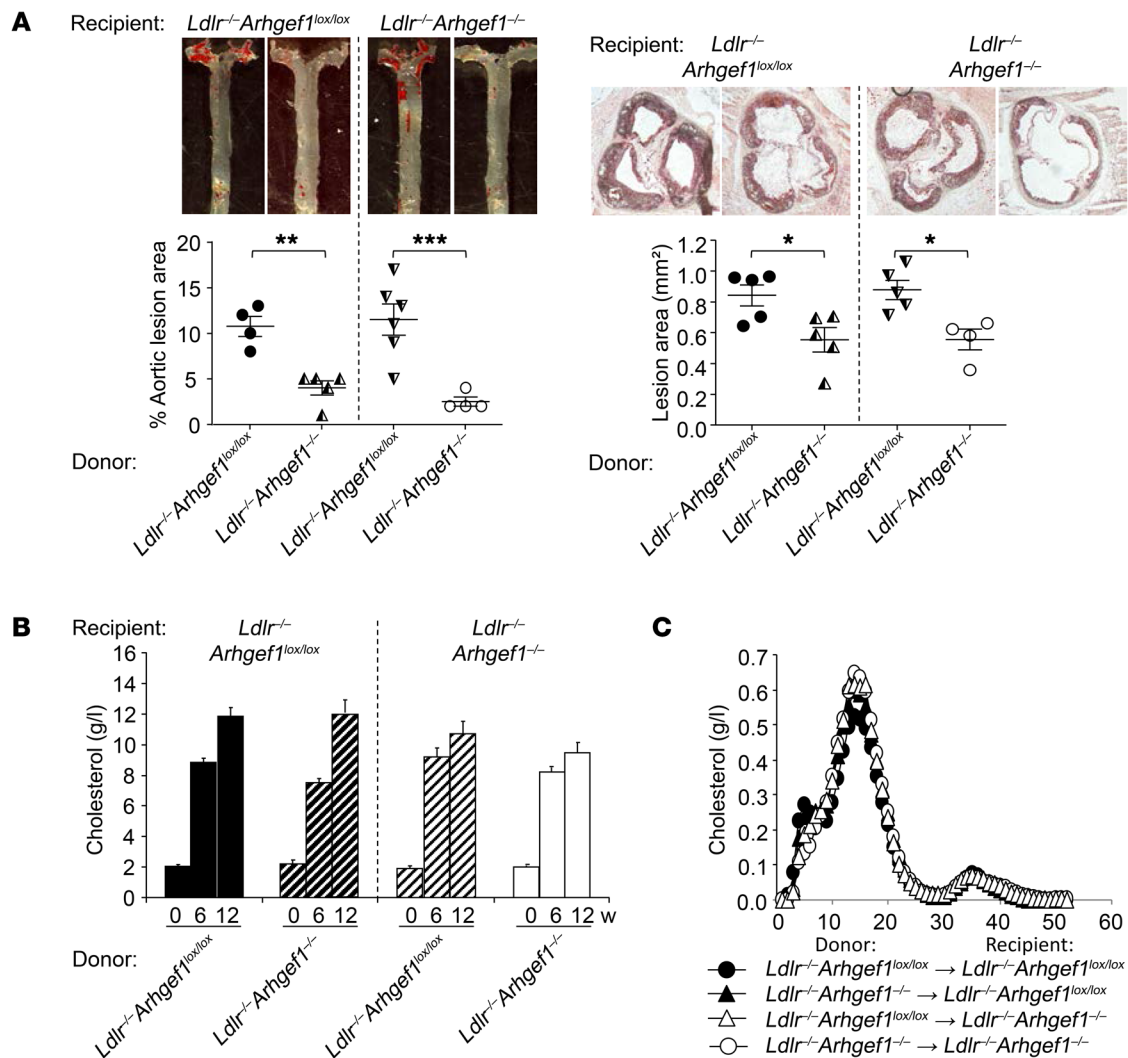 A
Recipient: Ldlr–/–Arhgef1lox/lox Ldlr–/–Arhgef1–/–
% Aortic lesion area
20
15
10
5
0
** ***
Donor:
Ldlr–/–Arhgef1lox/lox
Ldlr–/–Arhgef1–/–
Ldlr–/–Arhgef1lox/lox
Ldlr–/–Arhgef1–/–
Recipient: Ldlr–/– Ldlr–/–
Arhgef1lox/lox Arhgef1–/–
Lesion area (mm²)
1.2
1.0
0.8
0.6
0.4
0.2
0.0
* *
Donor:
Ldlr–/–Arhgef1lox/lox
Ldlr–/–Arhgef1–/–
Ldlr–/–Arhgef1lox/lox
Ldlr–/–Arhgef1–/–
B
Recipient: Ldlr–/– Ldlr–/–
Arhgef1lox/lox Arhgef1–/–
Cholesterol (g/l)
16
14
12
10
8
6
4
2
0
0 6 12 0 6 12 0 6 12 0 6 12 w
Donor:
Ldlr–/–Arhgef1lox/lox
Ldlr–/–Arhgef1–/–
Ldlr–/–Arhgef1lox/lox
Ldlr–/–Arhgef1–/–
C
Cholesterol (g/l)
0.7
0.6
0.5
0.4
0.3
0.2
0.1
0.0
0 10 20 30 40 50 60
Donor: Recipient:
Ldlr–/–Arhgef1lox/lox → Ldlr–/–Arhgef1lox/lox
Ldlr–/–Arhgef1–/– → Ldlr–/–Arhgef1lox/lox
Ldlr–/–Arhgef1lox/lox → Ldlr–/–Arhgef1–/–
Ldlr–/–Arhgef1–/– → Ldlr–/–Arhgef1–/–